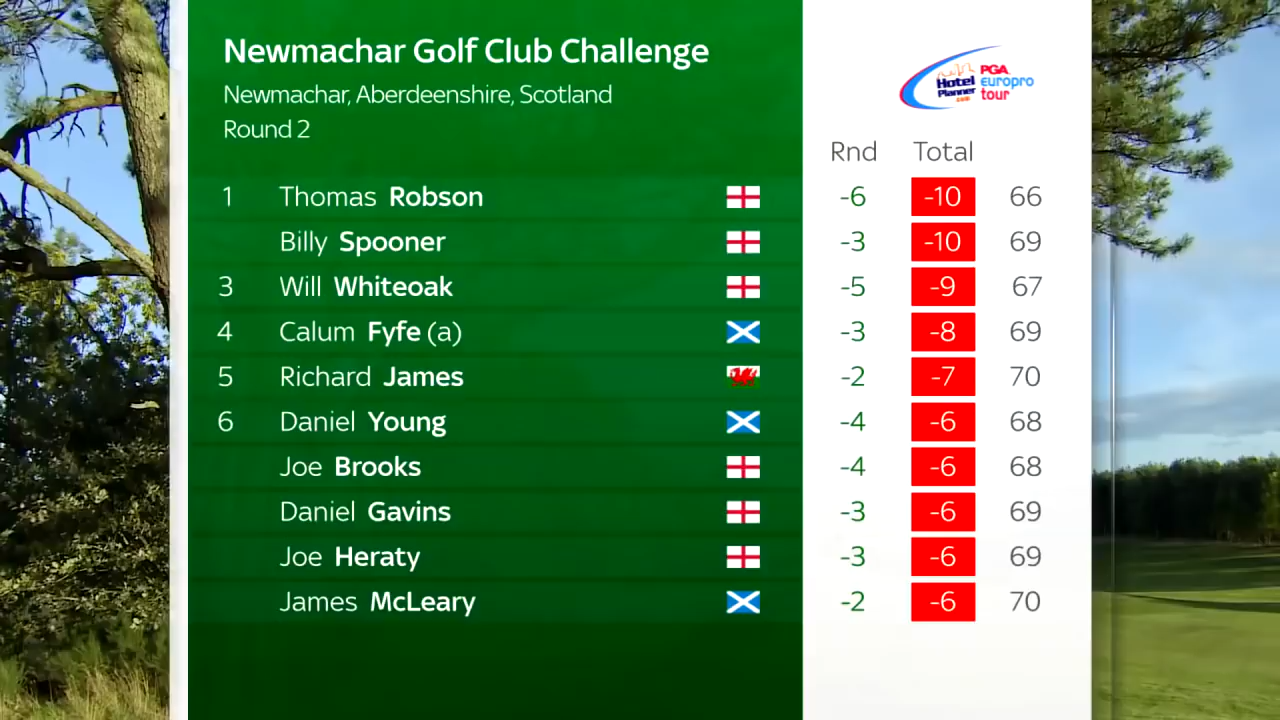 Newmachar Golf Club Challenge
Newmachar, Aberdeenshire, Scotland
Round 2
Hotel Planner .com PGA europro tour
Rnd Total
1 Thomas Robson -6 -10 66
Billy Spooner -3 -10 69
3 Will Whiteoak -5 -9 67
4 Calum Fyfe (a) -3 -8 69
5 Richard James -2 -7 70
6 Daniel Young -4 -6 68
Joe Brooks -4 -6 68
Daniel Gavins -3 -6 69
Joe Heraty -3 -6 69
James McLeary -2 -6 70